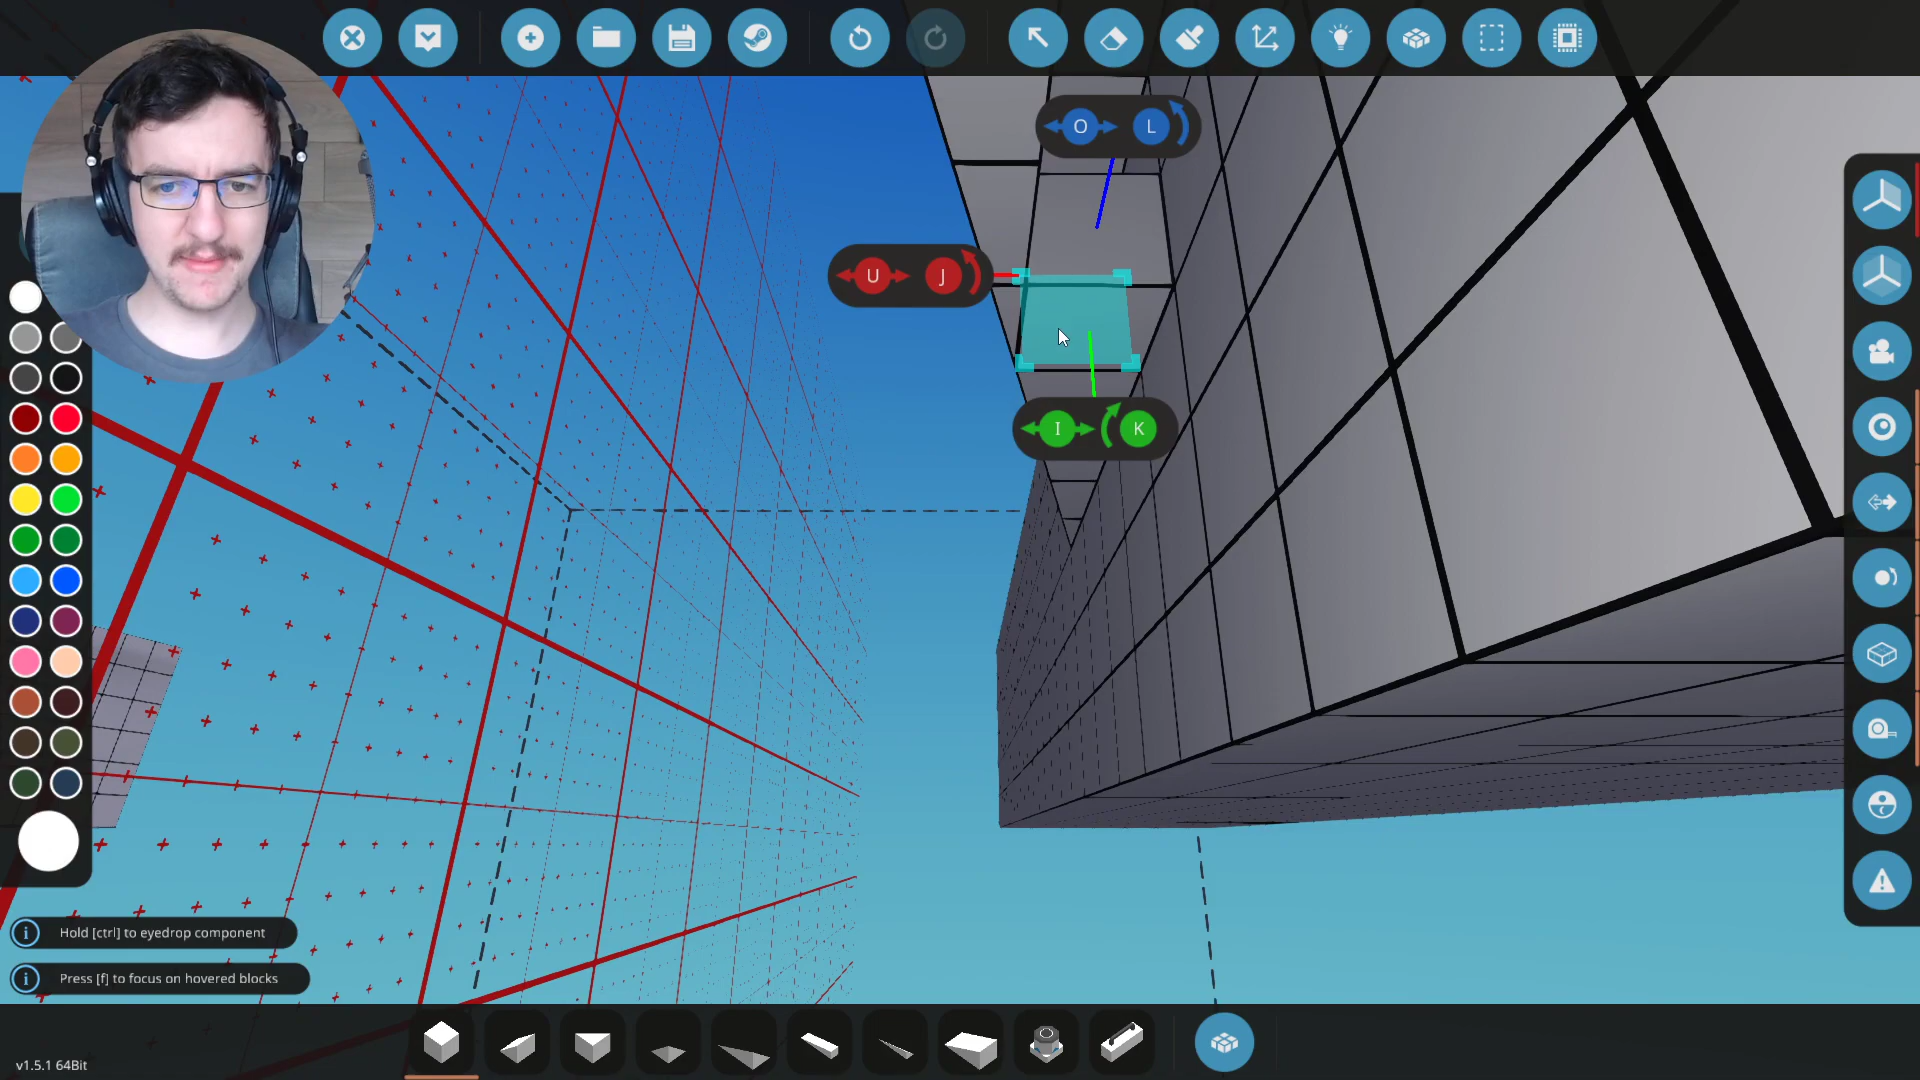 O L
U J
I K
Hold [ctrl] to eyedrop component
Press [f] to focus on hovered blocks
v1.5.1 64Bit